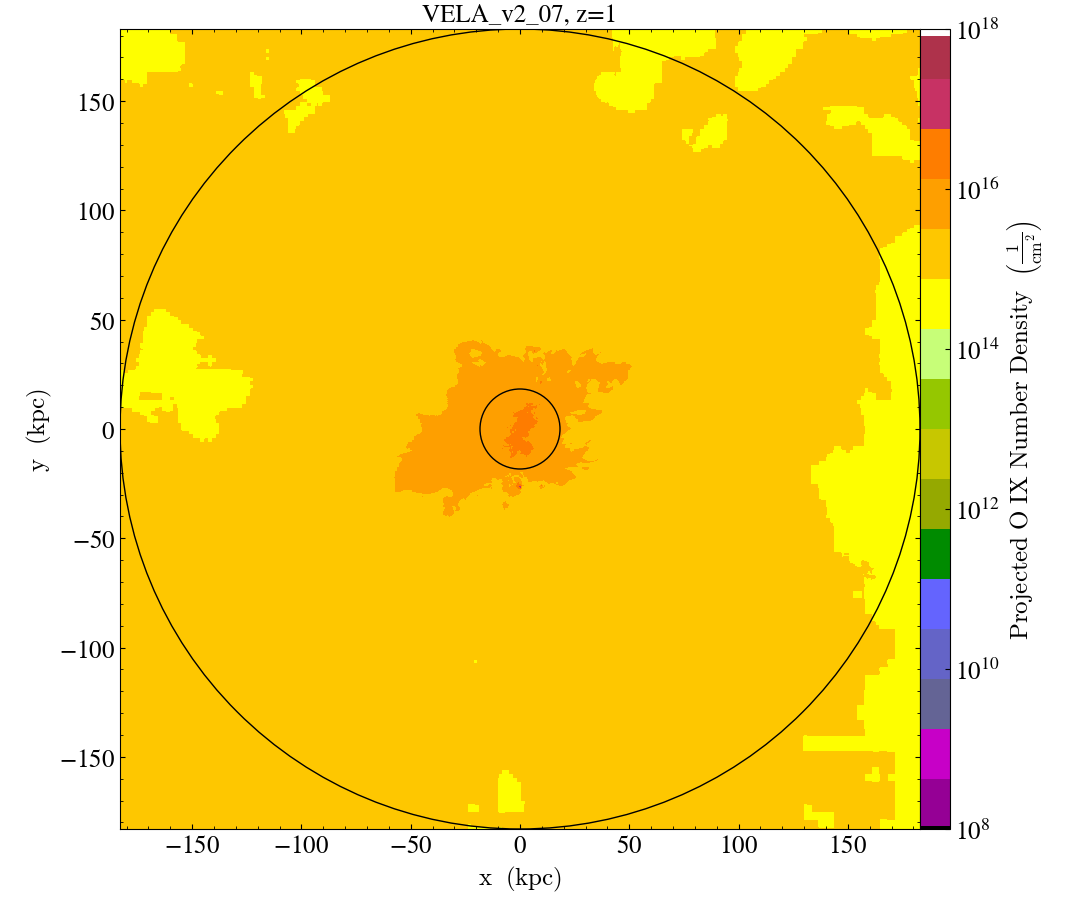 VELA_v2_07, z=1
10^18
10^16
10^14
10^12
10^10
10^8
Projected O IX Number Density (1/cm^2)
150
100
50
0
−50
−100
−150
y (kpc)
−150 −100 −50 0 50 100 150
x (kpc)